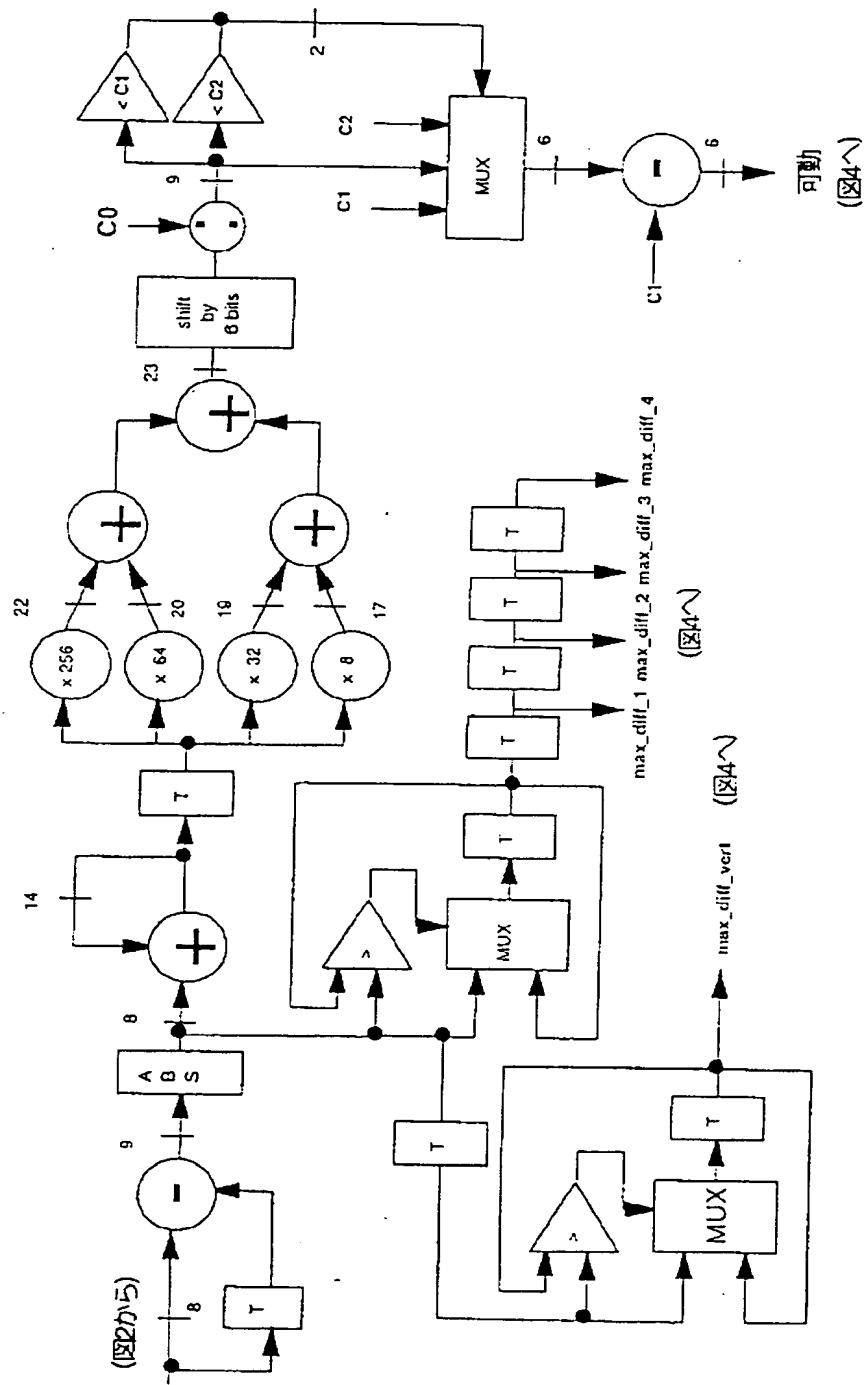 (図2から)
8
T
-
9
A
B
S
8
+
14
T
x 256
x 64
x 32
x 8
22
20
19
17
+
+
+
23
shift
by
6 bits
C0
9
< C1
< C2
2
C1
C2
MUX
6
C1
-
6
可動
(図4へ)
>
MUX
T
T
T
T
T
max_diff_1 max_diff_2 max_diff_3 max_diff_4
(図4へ)
T
>
MUX
T
max_diff_vert
(図4へ)